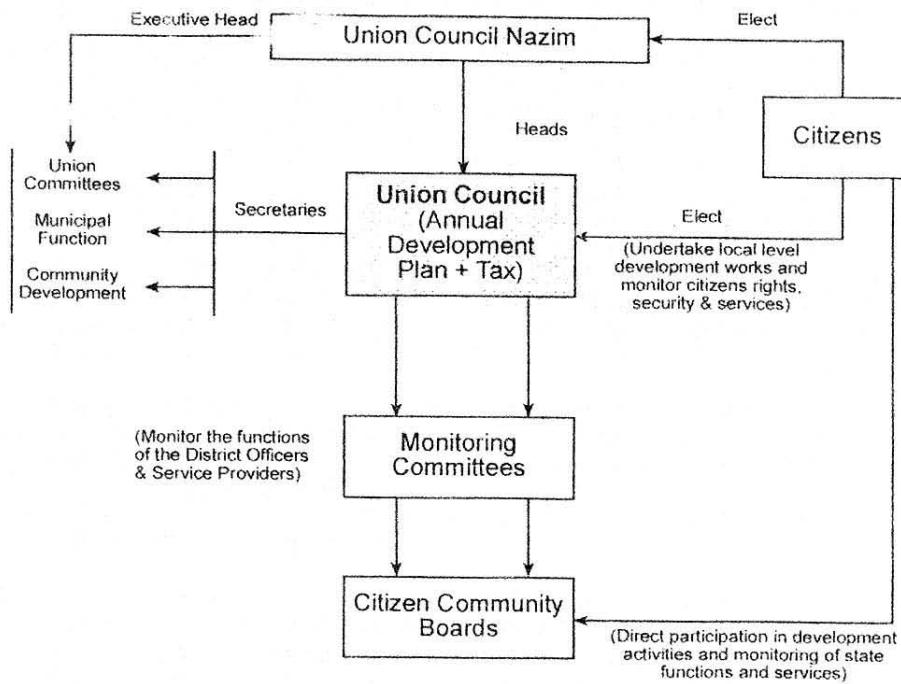 Executive Head
Union Council Nazim
Elect
Citizens
Heads
Union
Committees
Municipal
Function
Community
Development
Secretaries
Union Council
(Annual
Development
Plan + Tax)
Elect
(Undertake local level
development works and
monitor citizens rights,
security & services)
(Monitor the functions
of the District Officers
& Service Providers)
Monitoring
Committees
Citizen Community
Boards
(Direct participation in development
activities and monitoring of state
functions and services)